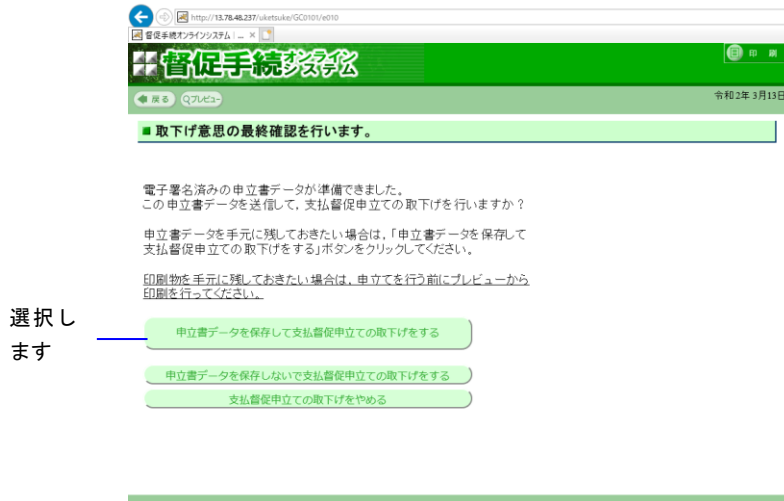 http://13.78.48.237/uketsuke/GC0101/e010
督促手続オンラインシステム | ... ×
督促手続オンラインシステム
印 刷
戻る プレビュー
令和2年 3月13日
■ 取下げ意思の最終確認を行います。
電子署名済みの申立書データが準備できました。
この申立書データを送信して，支払督促申立ての取下げを行いますか？
申立書データを手元に残しておきたい場合は，「申立書データを保存して
支払督促申立ての取下げをする」ボタンをクリックしてください。
印刷物を手元に残しておきたい場合は，申立てを行う前にプレビューから
印刷を行ってください。
選択し
ます
申立書データを保存して支払督促申立ての取下げをする
申立書データを保存しないで支払督促申立ての取下げをする
支払督促申立ての取下げをやめる